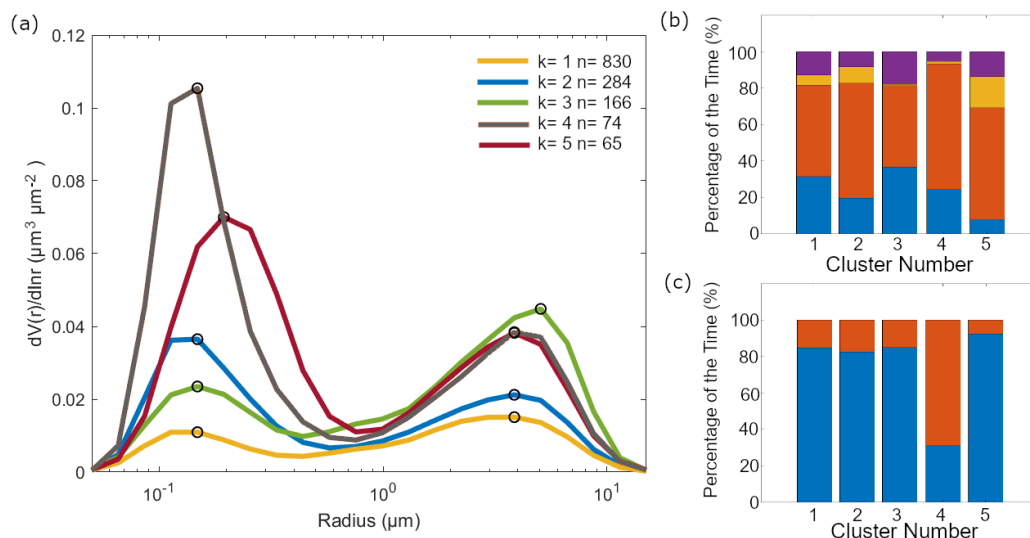 (a)
0.12
0.1
0.08
0.06
0.04
0.02
0
dV(r)/dlnr (µm³ µm⁻²)
k= 1 n= 830
k= 2 n= 284
k= 3 n= 166
k= 4 n= 74
k= 5 n= 65
10⁻¹
10⁰
10¹
Radius (µm)
(b)
100
80
60
40
20
0
Percentage of the Time (%)
1 2 3 4 5
Cluster Number
(c)
100
80
60
40
20
0
Percentage of the Time (%)
1 2 3 4 5
Cluster Number